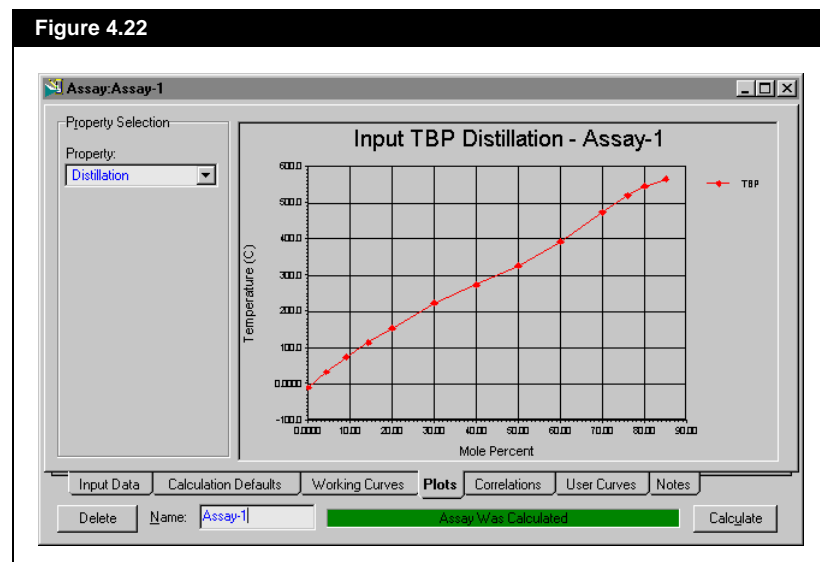 Figure 4.22
Assay:Assay-1
Property Selection
Property:
Distillation
Input TBP Distillation - Assay-1
600.0
500.0
400.0
300.0
200.0
100.0
0.0000
-100.0
Temperature (C)
0.0000 10.00 20.00 30.00 40.00 50.00 60.00 70.00 80.00 90.00
Mole Percent
TBP
Input Data Calculation Defaults Working Curves Plots Correlations User Curves Notes
Delete Name: Assay-1 Assay Was Calculated Calculate